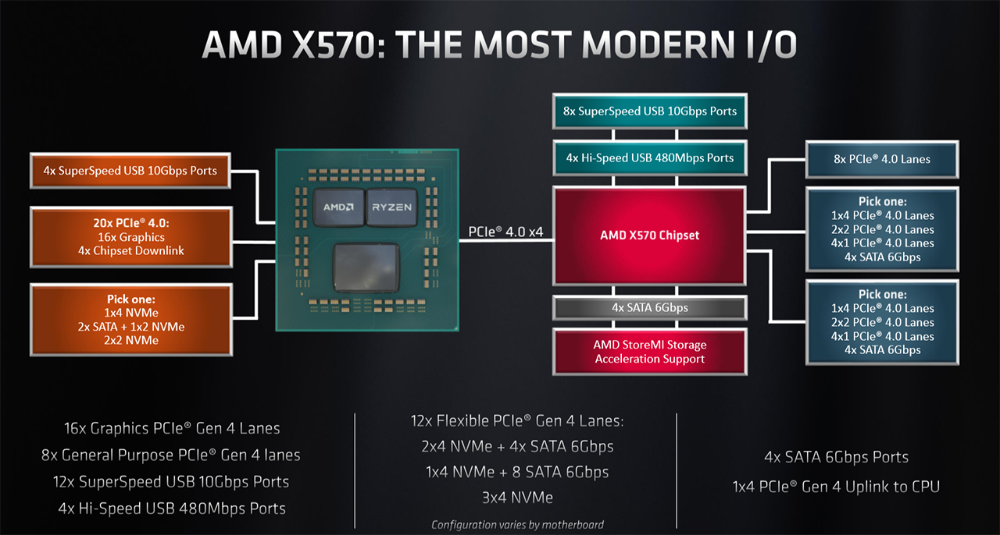 AMD X570: THE MOST MODERN I/O
4x SuperSpeed USB 10Gbps Ports
20x PCIe® 4.0:
16x Graphics
4x Chipset Downlink
Pick one:
1x4 NVMe
2x SATA + 1x2 NVMe
2x2 NVMe
AMD
RYZEN
PCIe® 4.0 x4
8x SuperSpeed USB 10Gbps Ports
4x Hi-Speed USB 480Mbps Ports
AMD X570 Chipset
4x SATA 6Gbps
AMD StoreMI Storage
Acceleration Support
8x PCIe® 4.0 Lanes
Pick one:
1x4 PCIe® 4.0 Lanes
2x2 PCIe® 4.0 Lanes
4x1 PCIe® 4.0 Lanes
4x SATA 6Gbps
Pick one:
1x4 PCIe® 4.0 Lanes
2x2 PCIe® 4.0 Lanes
4x1 PCIe® 4.0 Lanes
4x SATA 6Gbps
16x Graphics PCIe® Gen 4 Lanes
8x General Purpose PCIe® Gen 4 lanes
12x SuperSpeed USB 10Gbps Ports
4x Hi-Speed USB 480Mbps Ports
12x Flexible PCIe® Gen 4 Lanes:
2x4 NVMe + 4x SATA 6Gbps
1x4 NVMe + 8 SATA 6Gbps
3x4 NVMe
Configuration varies by motherboard
4x SATA 6Gbps Ports
1x4 PCIe® Gen 4 Uplink to CPU